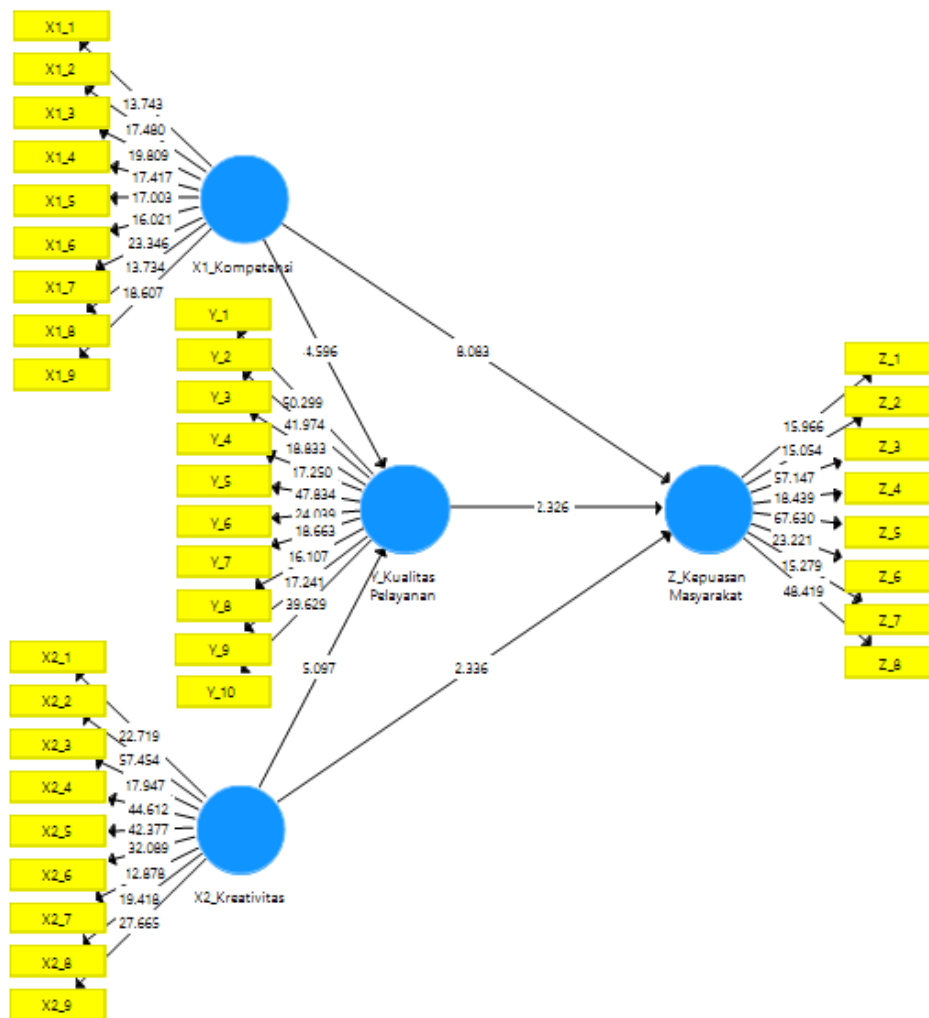 X1_1
X1_2
X1_3
X1_4
X1_5
X1_6
X1_7
X1_8
X1_9
13.743
17.480
19.809
17.417
17.003
16.021
23.346
13.734
18.607
X1_Kompetensi
4.596
8.083
Y_1
Y_2
Y_3
Y_4
Y_5
Y_6
Y_7
Y_8
Y_9
Y_10
50.299
41.974
18.833
17.250
47.834
24.039
18.663
16.107
17.241
39.629
Y_Kualitas
Pelayanan
2.326
Z_Kepuasan
Masyarakat
15.966
15.054
57.147
18.439
67.630
23.221
15.279
48.419
Z_1
Z_2
Z_3
Z_4
Z_5
Z_6
Z_7
Z_8
5.097
2.336
X2_1
X2_2
X2_3
X2_4
X2_5
X2_6
X2_7
X2_8
X2_9
22.719
57.454
17.947
44.612
42.377
32.089
12.878
19.418
27.665
X2_Kreativitas